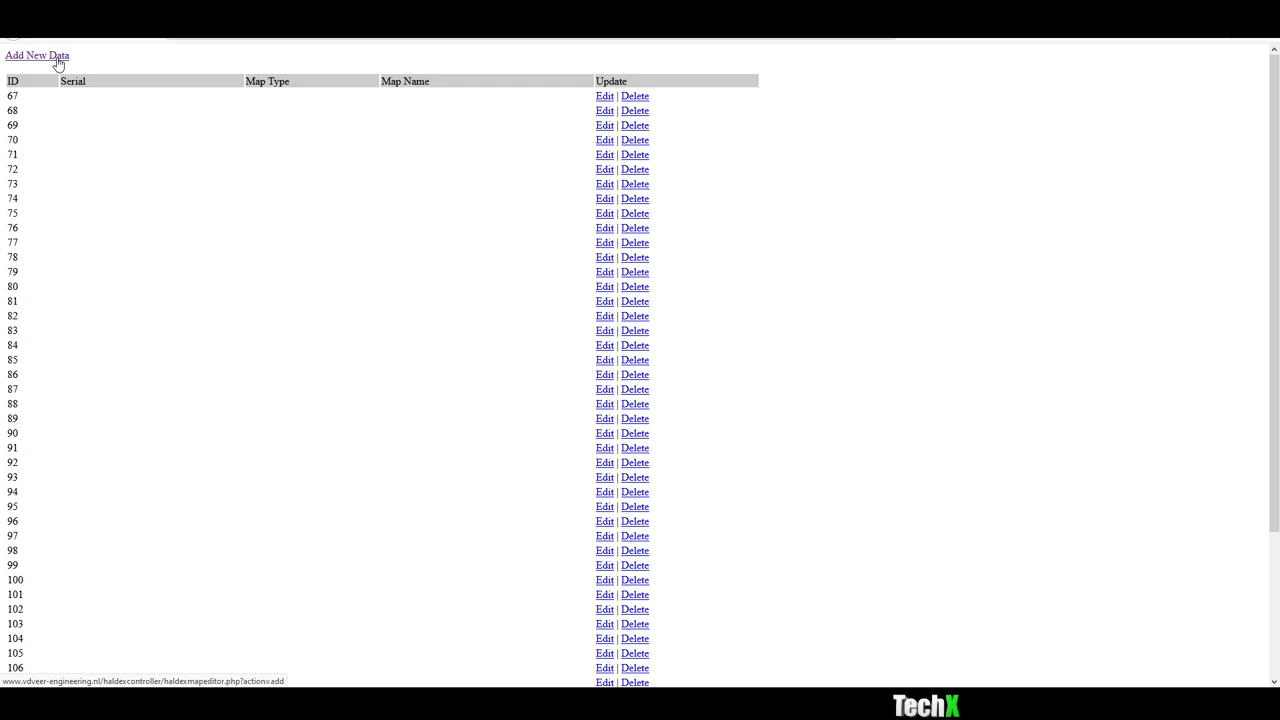 Add New Data
ID Serial Map Type Map Name Update
67 Edit | Delete
68 Edit | Delete
69 Edit | Delete
70 Edit | Delete
71 Edit | Delete
72 Edit | Delete
73 Edit | Delete
74 Edit | Delete
75 Edit | Delete
76 Edit | Delete
77 Edit | Delete
78 Edit | Delete
79 Edit | Delete
80 Edit | Delete
81 Edit | Delete
82 Edit | Delete
83 Edit | Delete
84 Edit | Delete
85 Edit | Delete
86 Edit | Delete
87 Edit | Delete
88 Edit | Delete
89 Edit | Delete
90 Edit | Delete
91 Edit | Delete
92 Edit | Delete
93 Edit | Delete
94 Edit | Delete
95 Edit | Delete
96 Edit | Delete
97 Edit | Delete
98 Edit | Delete
99 Edit | Delete
100 Edit | Delete
101 Edit | Delete
102 Edit | Delete
103 Edit | Delete
104 Edit | Delete
105 Edit | Delete
106 Edit | Delete
www.vdveer-engineering.nl/haldexcontroller/haldexmapeditor.php?action=add Edit | Delete
TechX